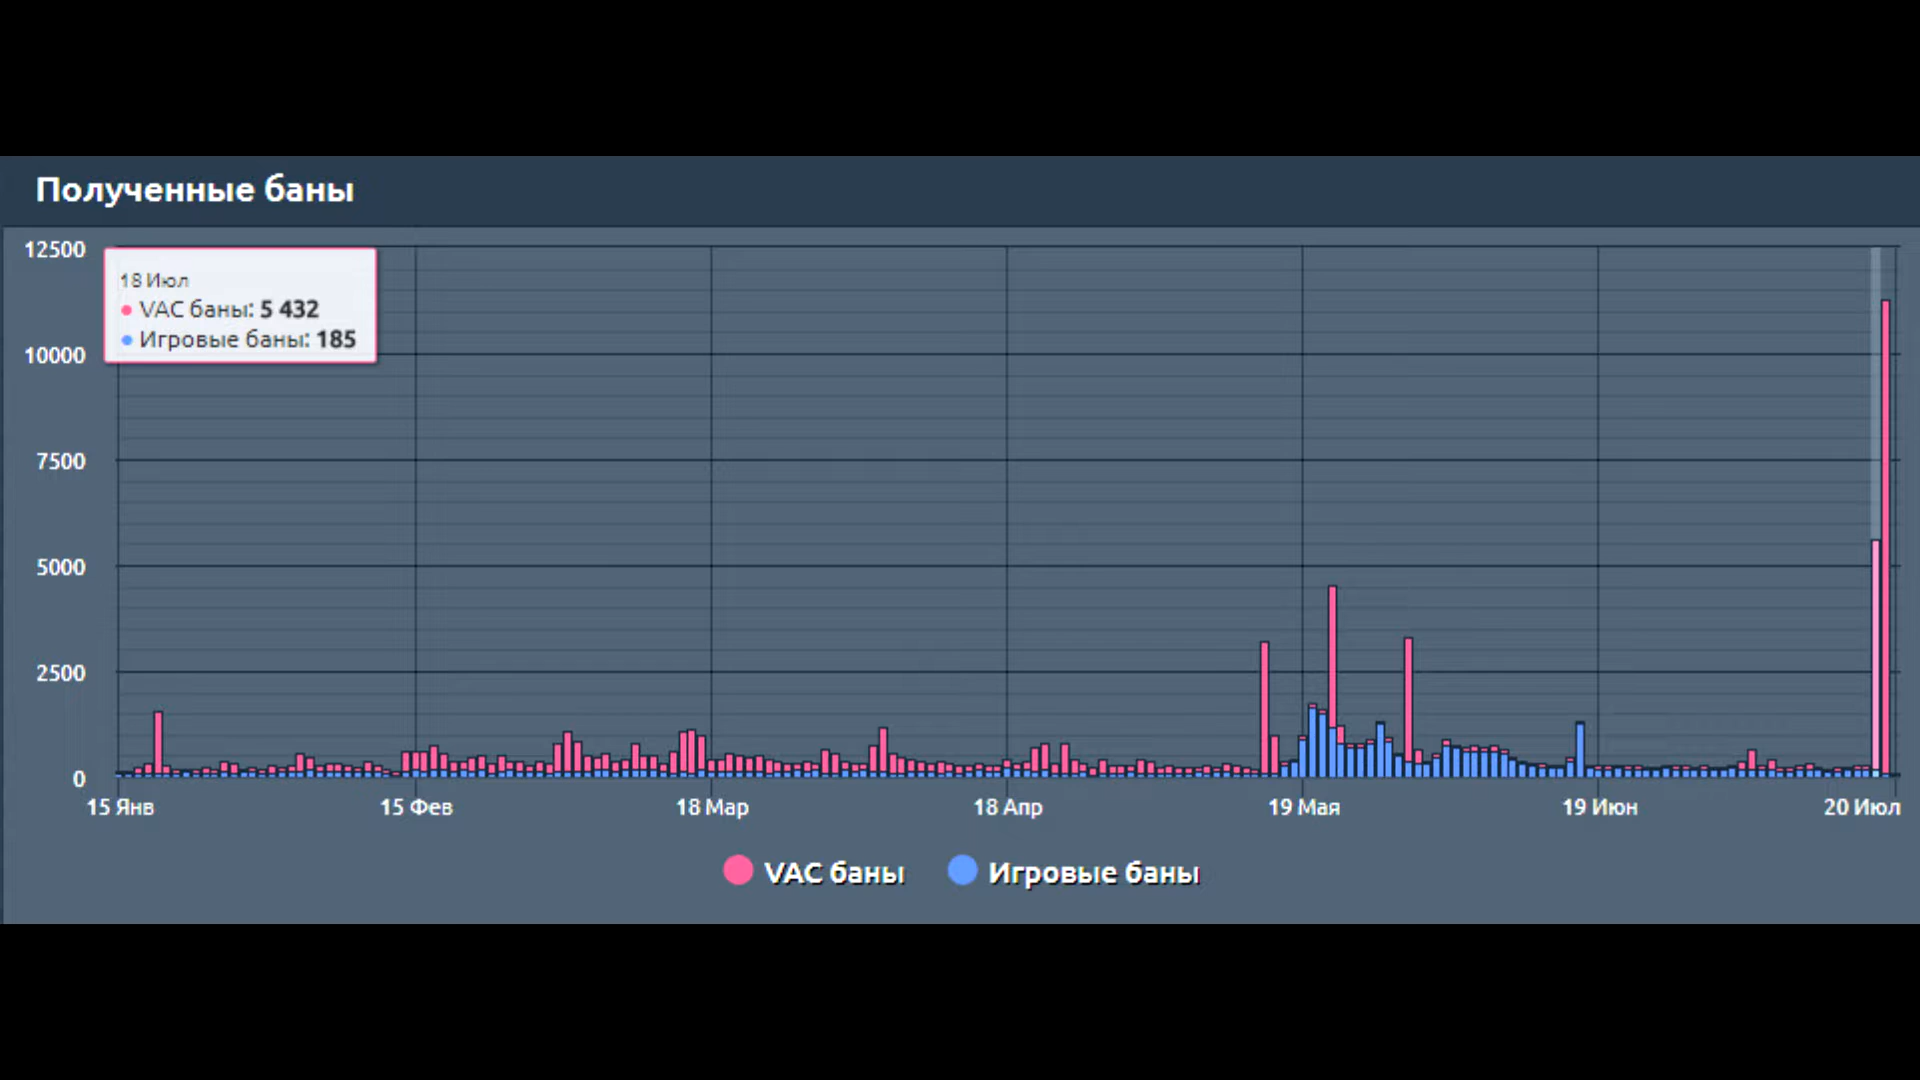 Полученные баны
12500
18 Июл
VAC баны: 5 432
Игровые баны: 185
10000
7500
5000
2500
0
15 Янв 15 Фев 18 Мар 18 Апр 19 Мая 19 Июн 20 Июл
VAC баны Игровые баны